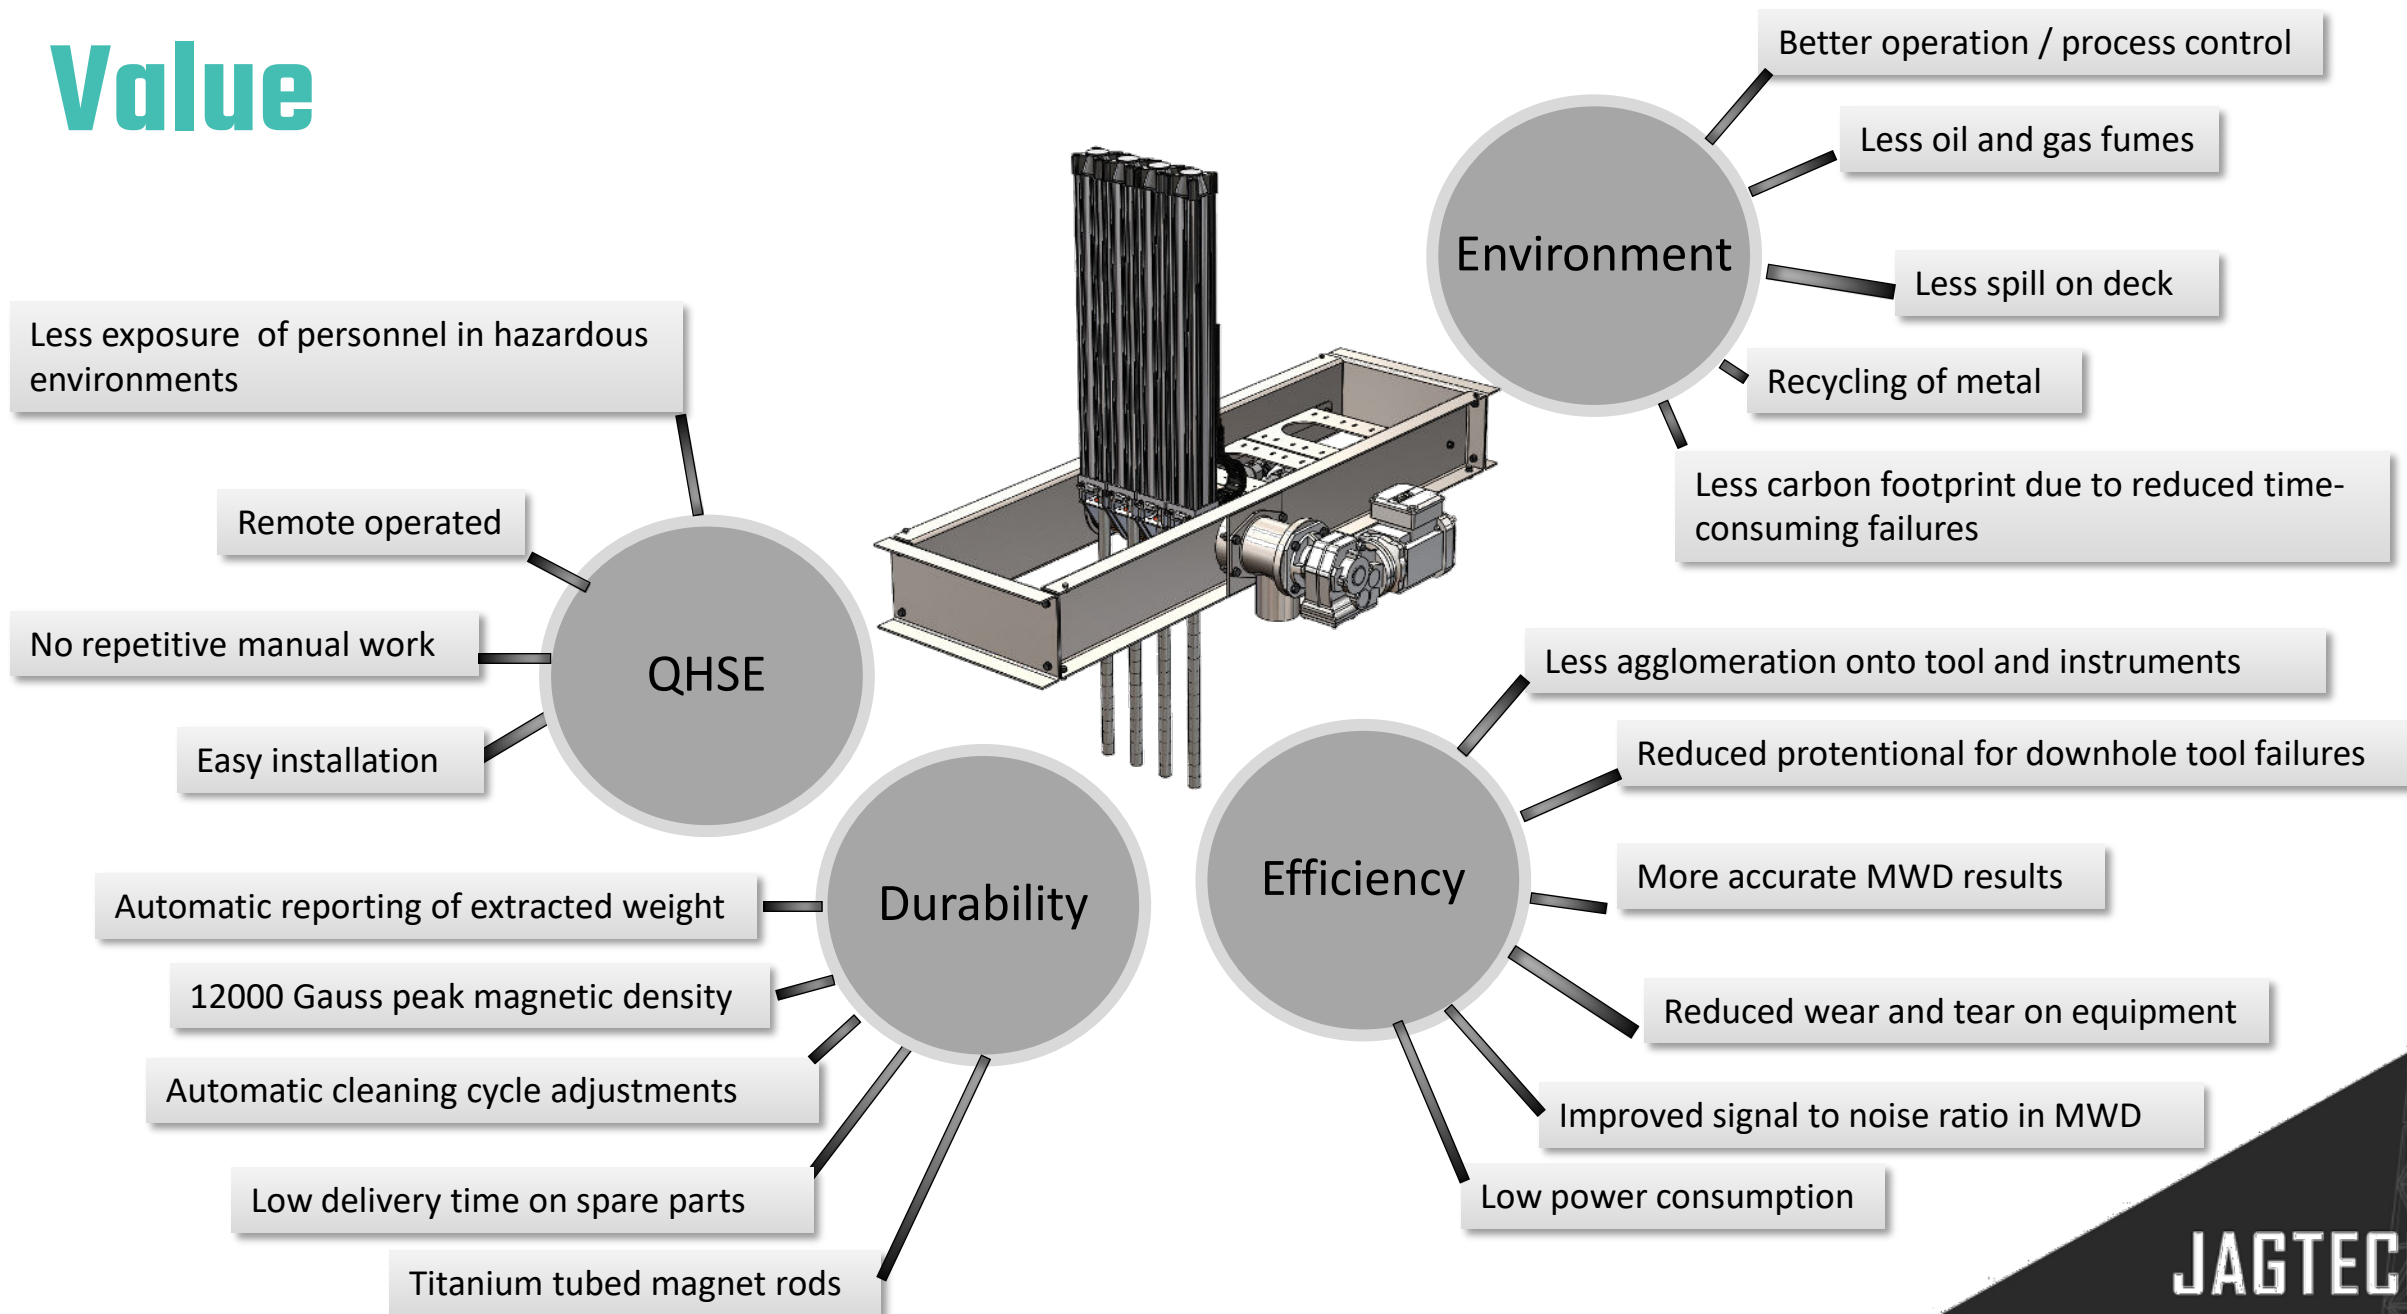 Value
Better operation / process control
Less oil and gas fumes
Environment
Less spill on deck
Recycling of metal
Less carbon footprint due to reduced time-
consuming failures
Less exposure of personnel in hazardous
environments
Remote operated
No repetitive manual work
QHSE
Easy installation
Less agglomeration onto tool and instruments
Reduced protentional for downhole tool failures
Efficiency
More accurate MWD results
Reduced wear and tear on equipment
Improved signal to noise ratio in MWD
Low power consumption
Automatic reporting of extracted weight
Durability
12000 Gauss peak magnetic density
Automatic cleaning cycle adjustments
Low delivery time on spare parts
Titanium tubed magnet rods
JAGTEC